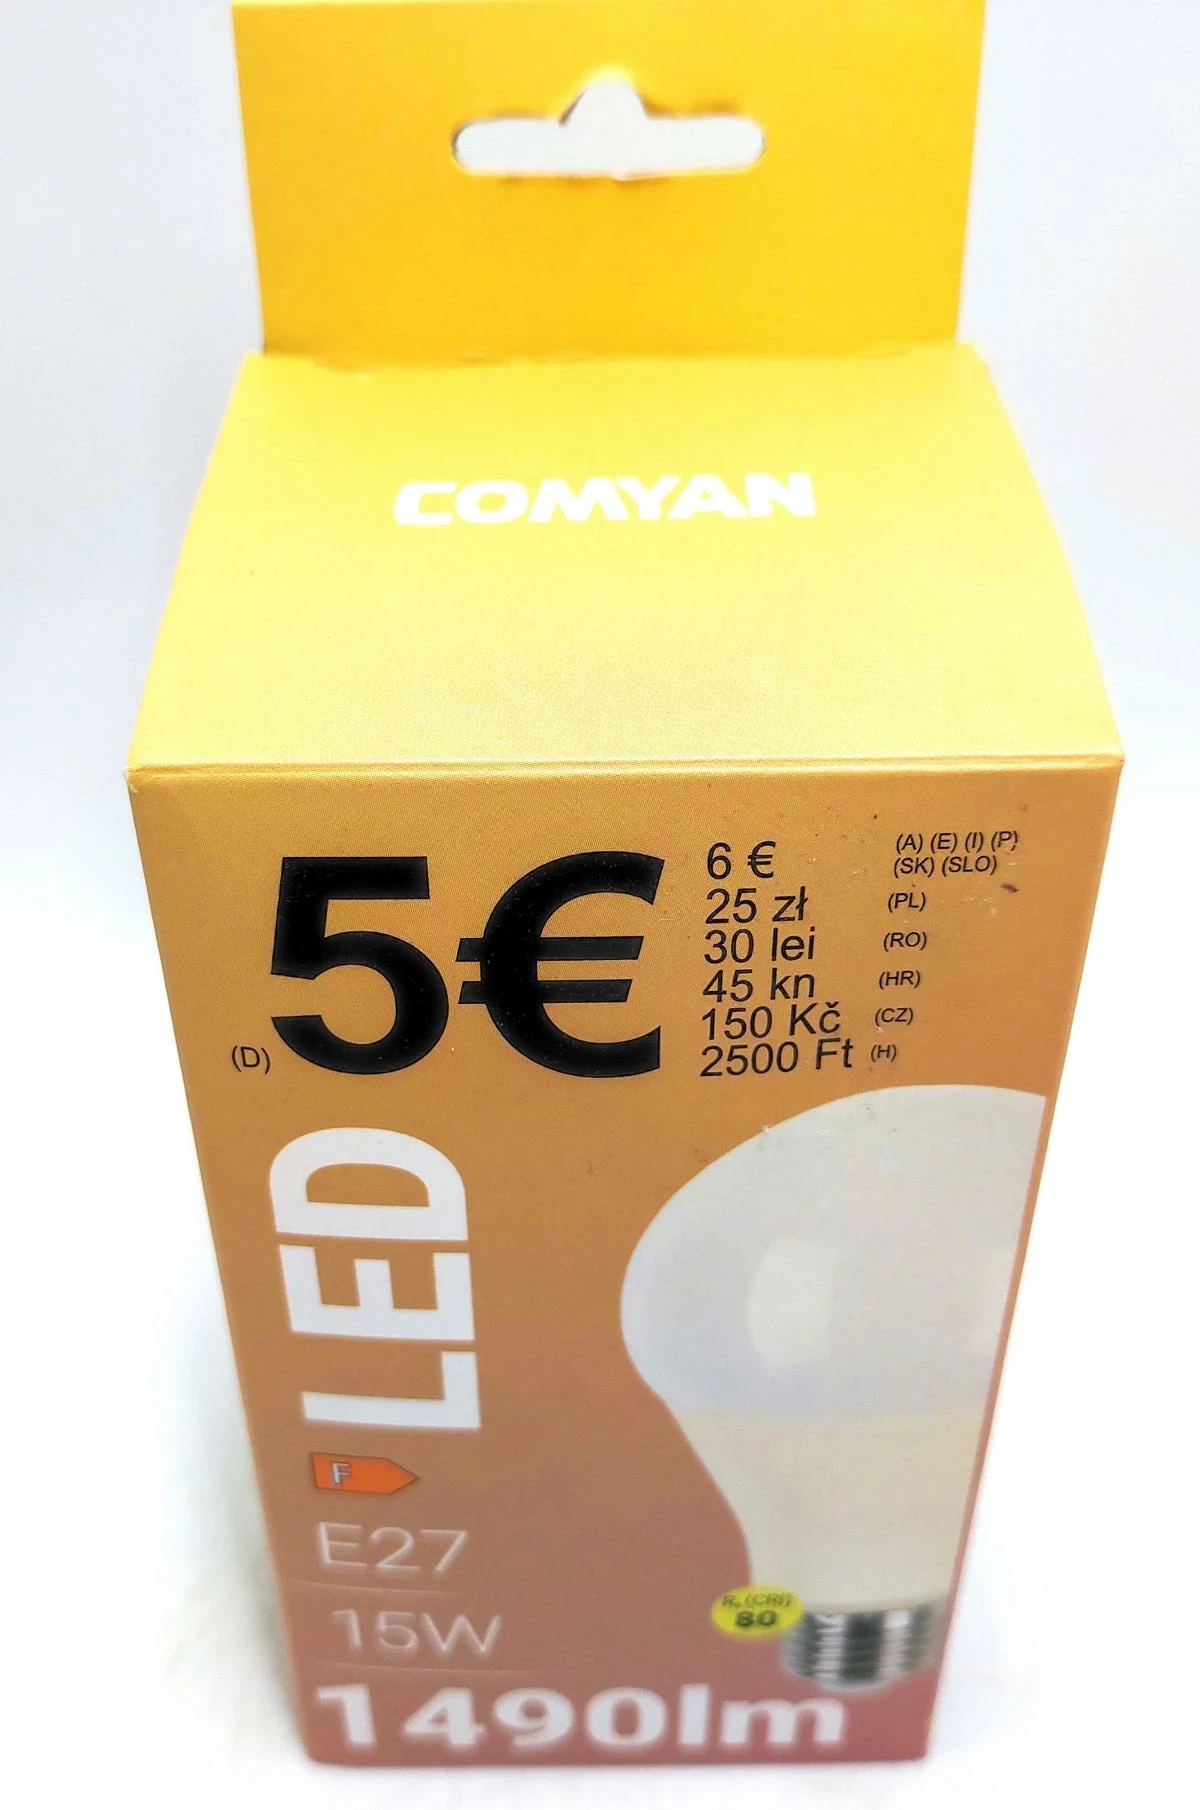 COMYAN
(D) 5€
6 € (A) (E) (I) (P)
(SK) (SLO)
25 zł (PL)
30 lei (RO)
45 kn (HR)
150 Kč (CZ)
2500 Ft (H)
LED
F
E27
15W
Ra (CRI)
80
1490lm